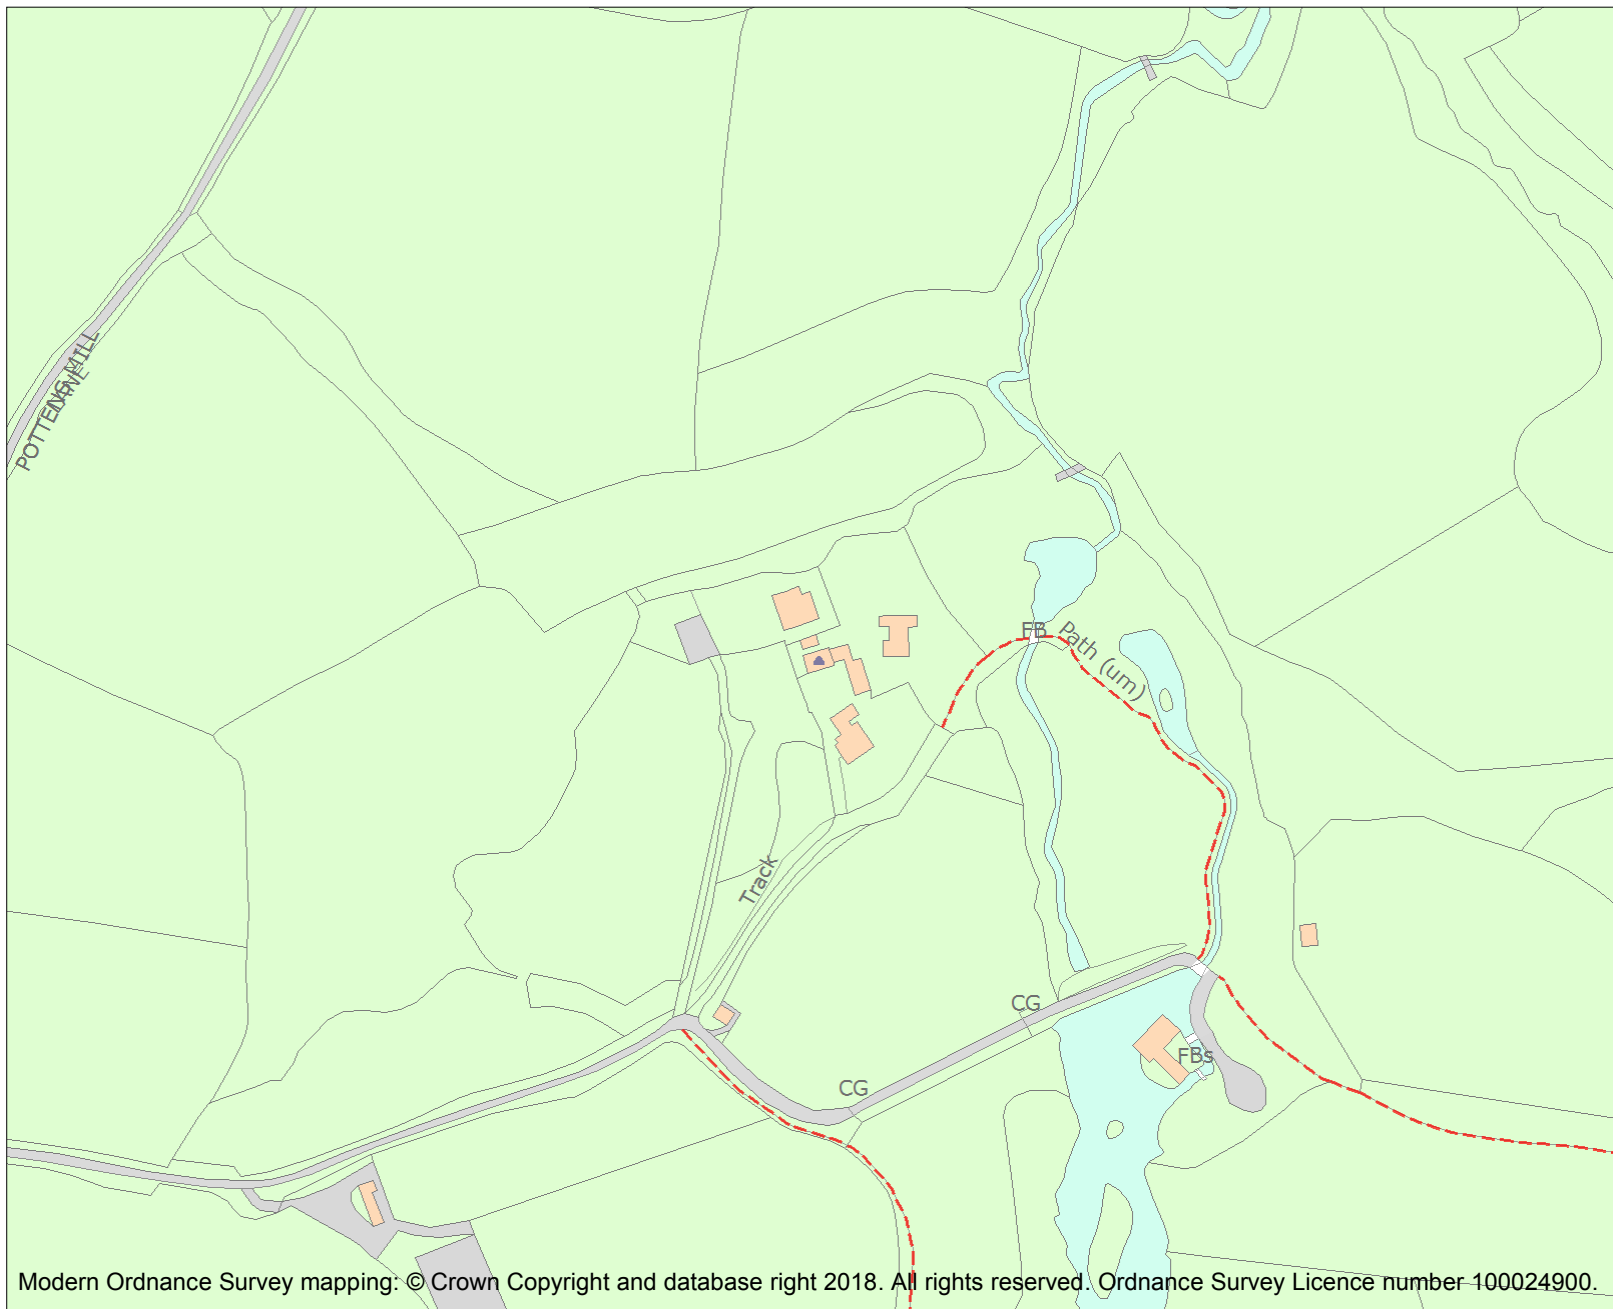 POTTENS MILL
LANE
FB
Path (um)
Track
CG
CG
FBs
Modern Ordnance Survey mapping: © Crown Copyright and database right 2018. All rights reserved. Ordnance Survey Licence number 100024900.